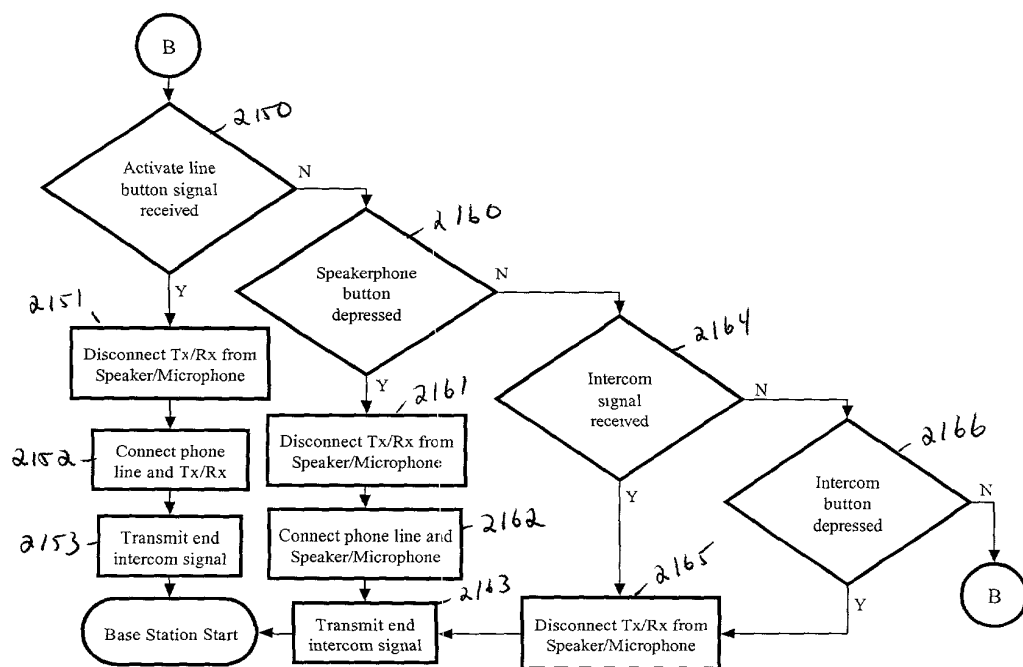 B
2150
Activate line
button signal
received
N
Y
2160
Speakerphone
button
depressed
N
Y
2164
Intercom
signal
received
N
Y
2166
Intercom
button
depressed
N
Y
B
2151
Disconnect Tx/Rx from
Speaker/Microphone
2152
Connect phone
line and Tx/Rx
2153
Transmit end
intercom signal
2161
Disconnect Tx/Rx from
Speaker/Microphone
2162
Connect phone line and
Speaker/Microphone
2163
Transmit end
intercom signal
2165
Disconnect Tx/Rx from
Speaker/Microphone
Base Station Start